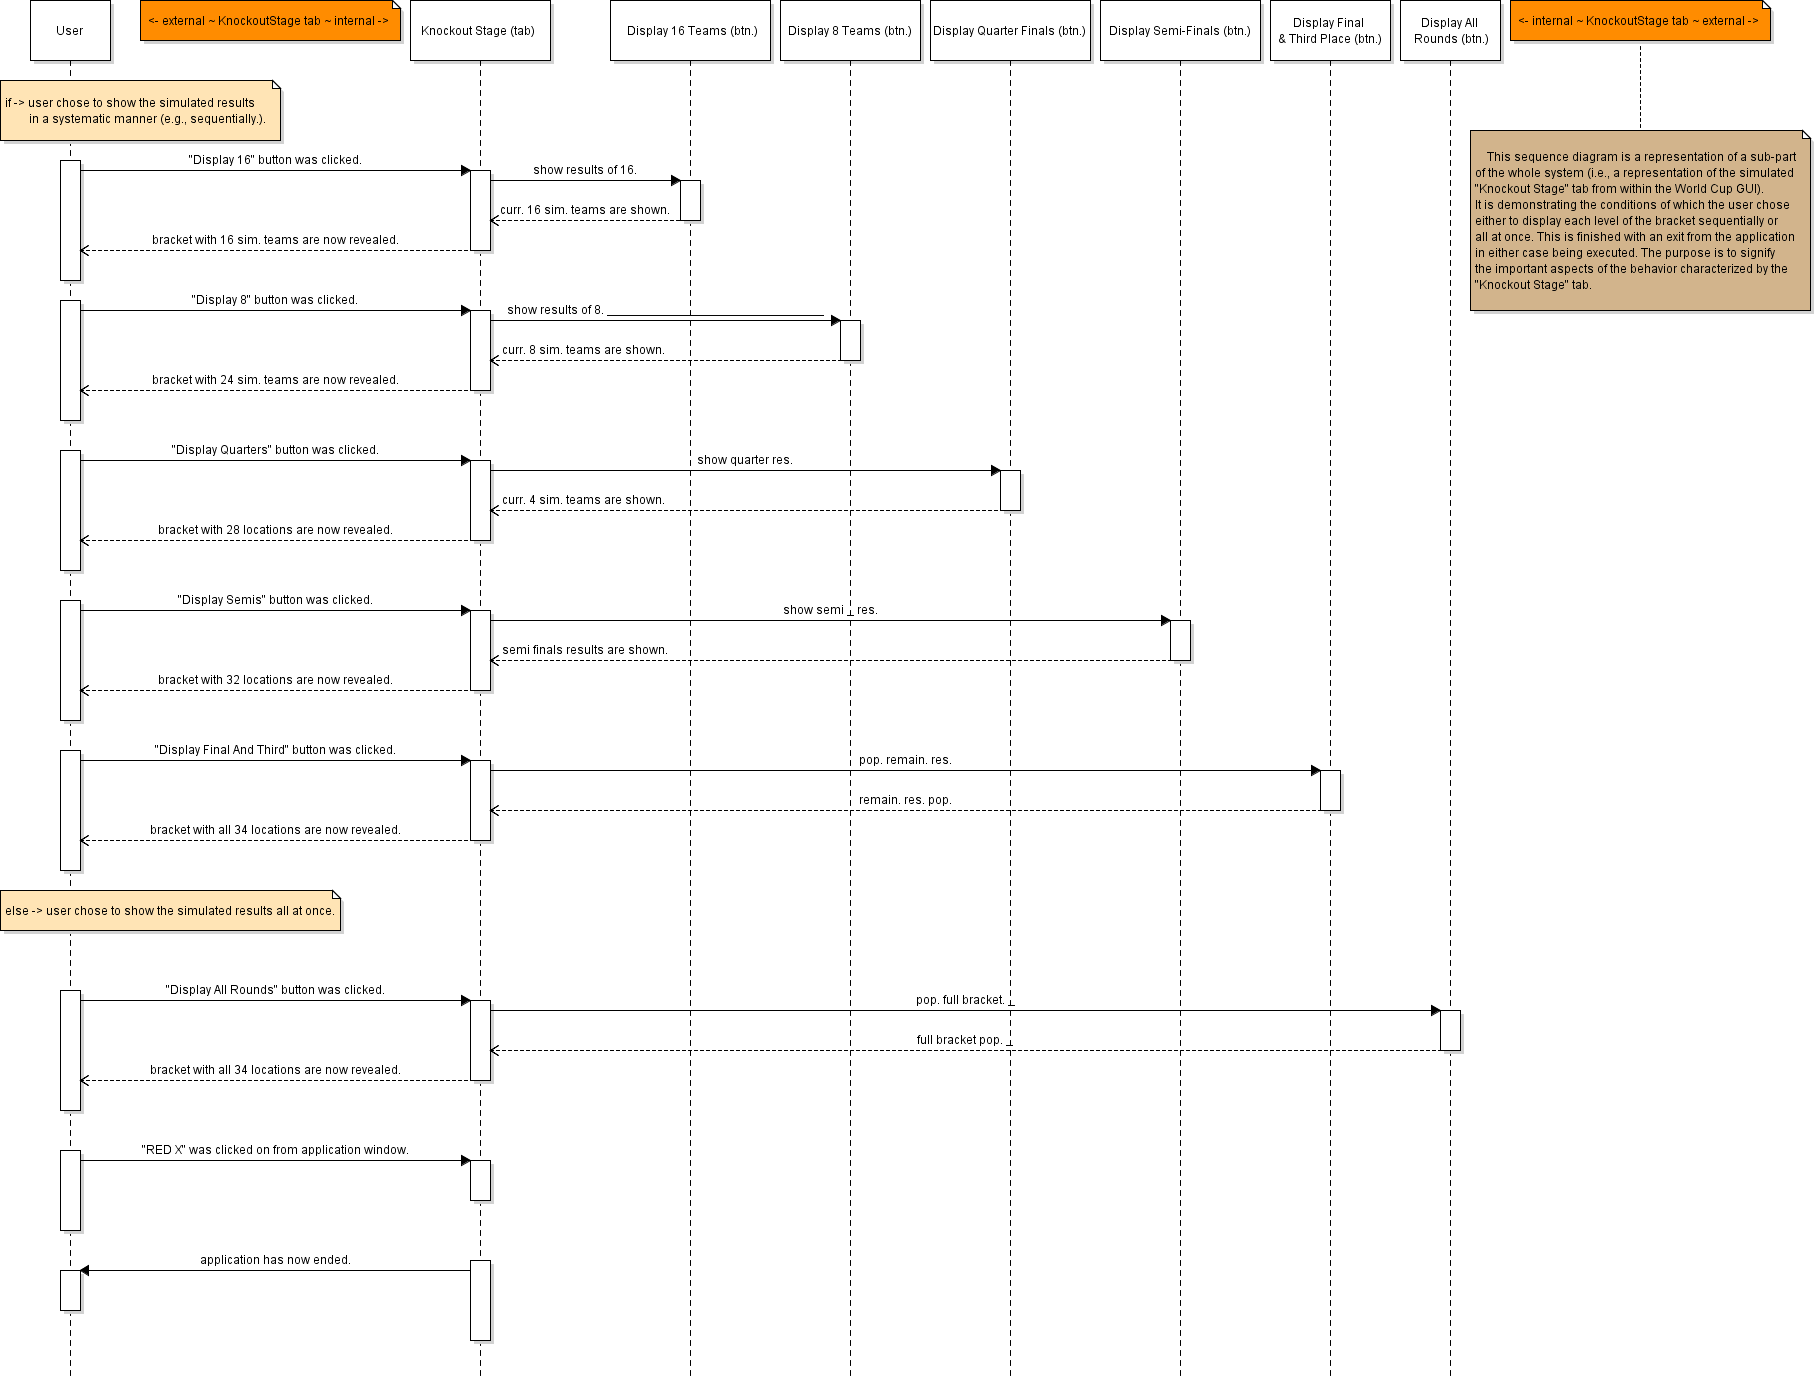 User
<- external ~ KnockoutStage tab ~ internal ->
Knockout Stage (tab)
Display 16 Teams (btn.)
Display 8 Teams (btn.)
Display Quarter Finals (btn.)
Display Semi-Finals (btn.)
Display Final
& Third Place (btn.)
Display All
Rounds (btn.)
<- internal ~ KnockoutStage tab ~ external ->
if -> user chose to show the simulated results
in a systematic manner (e.g., sequentially.).
This sequence diagram is a representation of a sub-part
of the whole system (i.e., a representation of the simulated
"Knockout Stage" tab from within the World Cup GUI).
It is demonstrating the conditions of which the user chose
either to display each level of the bracket sequentially or
all at once. This is finished with an exit from the application
in either case being executed. The purpose is to signify
the important aspects of the behavior characterized by the
"Knockout Stage" tab.
"Display 16" button was clicked.
show results of 16.
curr. 16 sim. teams are shown.
bracket with 16 sim. teams are now revealed.
"Display 8" button was clicked.
show results of 8.
curr. 8 sim. teams are shown.
bracket with 24 sim. teams are now revealed.
"Display Quarters" button was clicked.
show quarter res.
curr. 4 sim. teams are shown.
bracket with 28 locations are now revealed.
"Display Semis" button was clicked.
show semi _ res.
semi finals results are shown.
bracket with 32 locations are now revealed.
"Display Final And Third" button was clicked.
pop. remain. res.
remain. res. pop.
bracket with all 34 locations are now revealed.
else -> user chose to show the simulated results all at once.
"Display All Rounds" button was clicked.
pop. full bracket. _
full bracket pop. _
bracket with all 34 locations are now revealed.
"RED X" was clicked on from application window.
application has now ended.